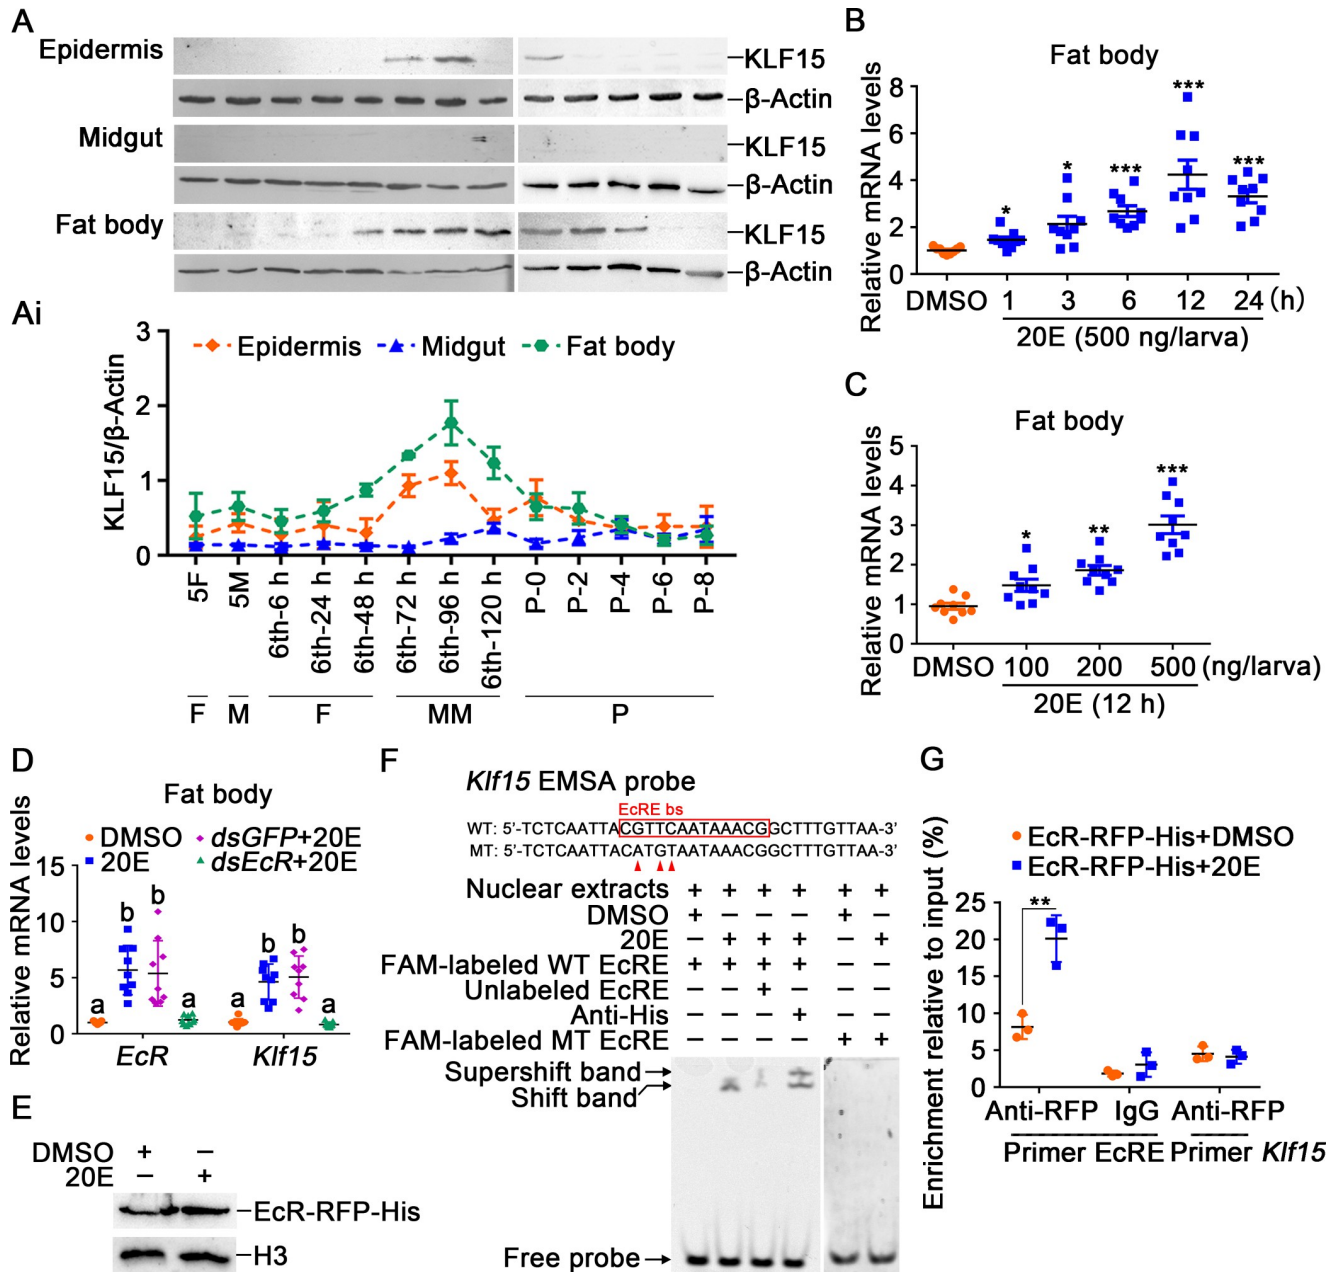 A
Epidermis
KLF15
β-Actin
Midgut
KLF15
β-Actin
Fat body
KLF15
β-Actin
Ai
KLF15/β-Actin
3
2
1
0
Epidermis Midgut Fat body
5F 5M 6th-6 h 6th-24 h 6th-48 h 6th-72 h 6th-96 h 6th-120 h P-0 P-2 P-4 P-6 P-8
F M F MM P
B
Fat body
Relative mRNA levels
8
6
4
2
0
* * *** *** ***
DMSO 1 3 6 12 24 (h)
20E (500 ng/larva)
C
Fat body
Relative mRNA levels
5
4
3
2
1
0
* ** ***
DMSO 100 200 500 (ng/larva)
20E (12 h)
D
Fat body
DMSO dsGFP+20E
20E dsEcR+20E
Relative mRNA levels
15
10
5
0
a b b a a b b a
EcR Klf15
E
DMSO + –
20E – +
EcR-RFP-His
H3
F
Klf15 EMSA probe
EcRE bs
WT: 5’-TCTCAATTACGTTCAATAAACGGCTTTGTTAA-3’
MT: 5’-TCTCAATTACATGTAATAAACGGCTTTGTTAA-3’
Nuclear extracts + + + + + +
DMSO + – – – + –
20E – + + + – +
FAM-labeled WT EcRE + + + + – –
Unlabeled EcRE – – + – – –
Anti-His – – – + – –
FAM-labeled MT EcRE – – – – + +
Supershift band
Shift band
Free probe
G
EcR-RFP-His+DMSO
EcR-RFP-His+20E
Enrichment relative to input (%)
25
20
15
10
5
0
**
Anti-RFP IgG Anti-RFP
Primer EcRE Primer Klf15